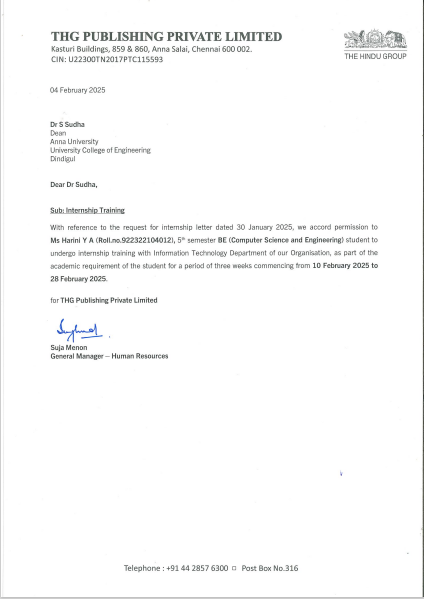 THG PUBLISHING PRIVATE LIMITED
Kasturi Buildings, 859 & 860, Anna Salai, Chennai 600 002.
CIN: U22300TN2017PTC115593
THE HINDU GROUP
04 February 2025
Dr S Sudha
Dean
Anna University
University College of Engineering
Dindigul
Dear Dr Sudha,
Sub: Internship Training
With reference to the request for internship letter dated 30 January 2025, we accord permission to
Ms Harini Y A (Roll.no.922322104012), 5th semester BE (Computer Science and Engineering) student to
undergo internship training with Information Technology Department of our Organisation, as part of the
academic requirement of the student for a period of three weeks commencing from 10 February 2025 to
28 February 2025.
for THG Publishing Private Limited
Suja Menon
General Manager – Human Resources
Telephone : +91 44 2857 6300 □ Post Box No.316